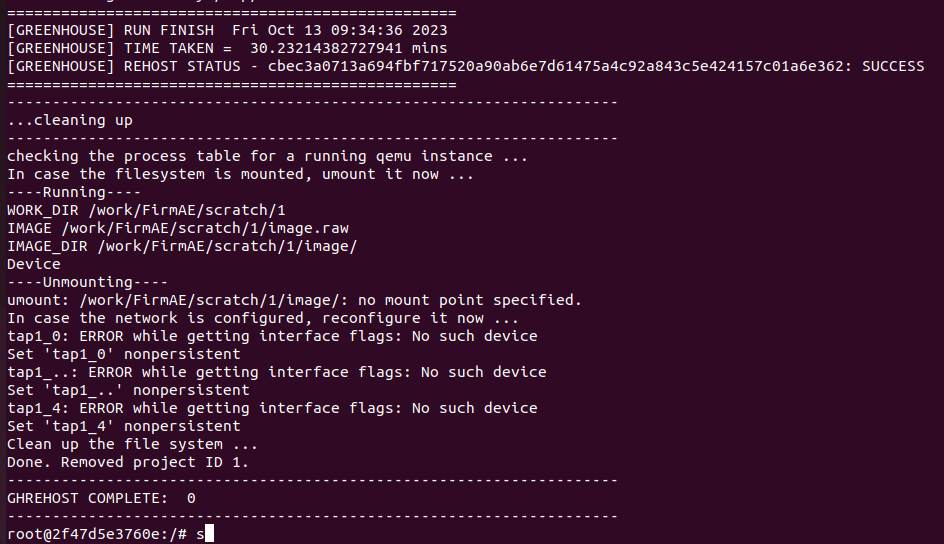 ==================================================
[GREENHOUSE] RUN FINISH  Fri Oct 13 09:34:36 2023
[GREENHOUSE] TIME TAKEN =  30.23214382727941 mins
[GREENHOUSE] REHOST STATUS - cbec3a0713a694fbf717520a90ab6e7d61475a4c92a843c5e424157c01a6e362: SUCCESS
==================================================
--------------------------------------------------------------------
...cleaning up
--------------------------------------------------------------------
checking the process table for a running qemu instance ...
In case the filesystem is mounted, umount it now ...
----Running----
WORK_DIR /work/FirmAE/scratch/1
IMAGE /work/FirmAE/scratch/1/image.raw
IMAGE_DIR /work/FirmAE/scratch/1/image/
Device
----Unmounting----
umount: /work/FirmAE/scratch/1/image/: no mount point specified.
In case the network is configured, reconfigure it now ...
tap1_0: ERROR while getting interface flags: No such device
Set 'tap1_0' nonpersistent
tap1_..: ERROR while getting interface flags: No such device
Set 'tap1_..' nonpersistent
tap1_4: ERROR while getting interface flags: No such device
Set 'tap1_4' nonpersistent
Clean up the file system ...
Done. Removed project ID 1.
--------------------------------------------------------------------
GHREHOST COMPLETE:  0
--------------------------------------------------------------------
root@2f47d5e3760e:/# s